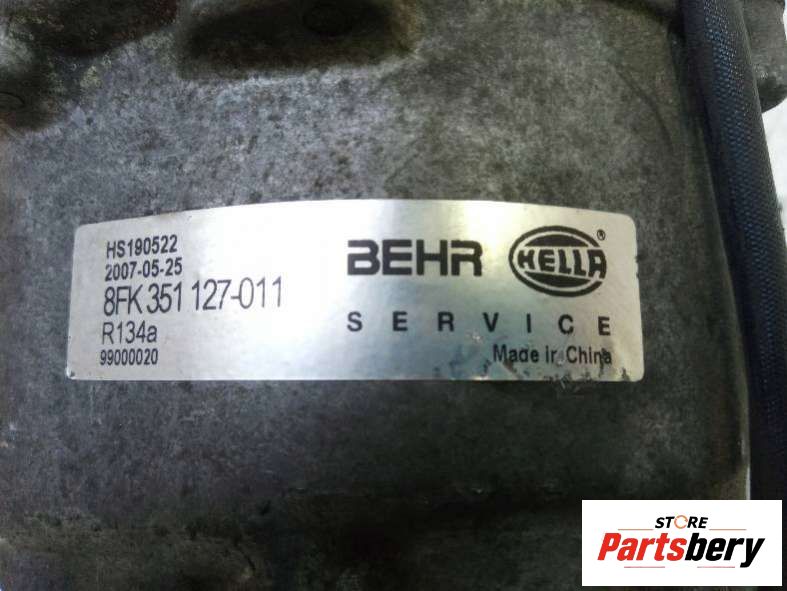 HS190522
2007-05-25
8FK 351 127-011
R134a
99000020
BEHR HELLA ®
SERVICE
Made in China
STORE
Partsbery